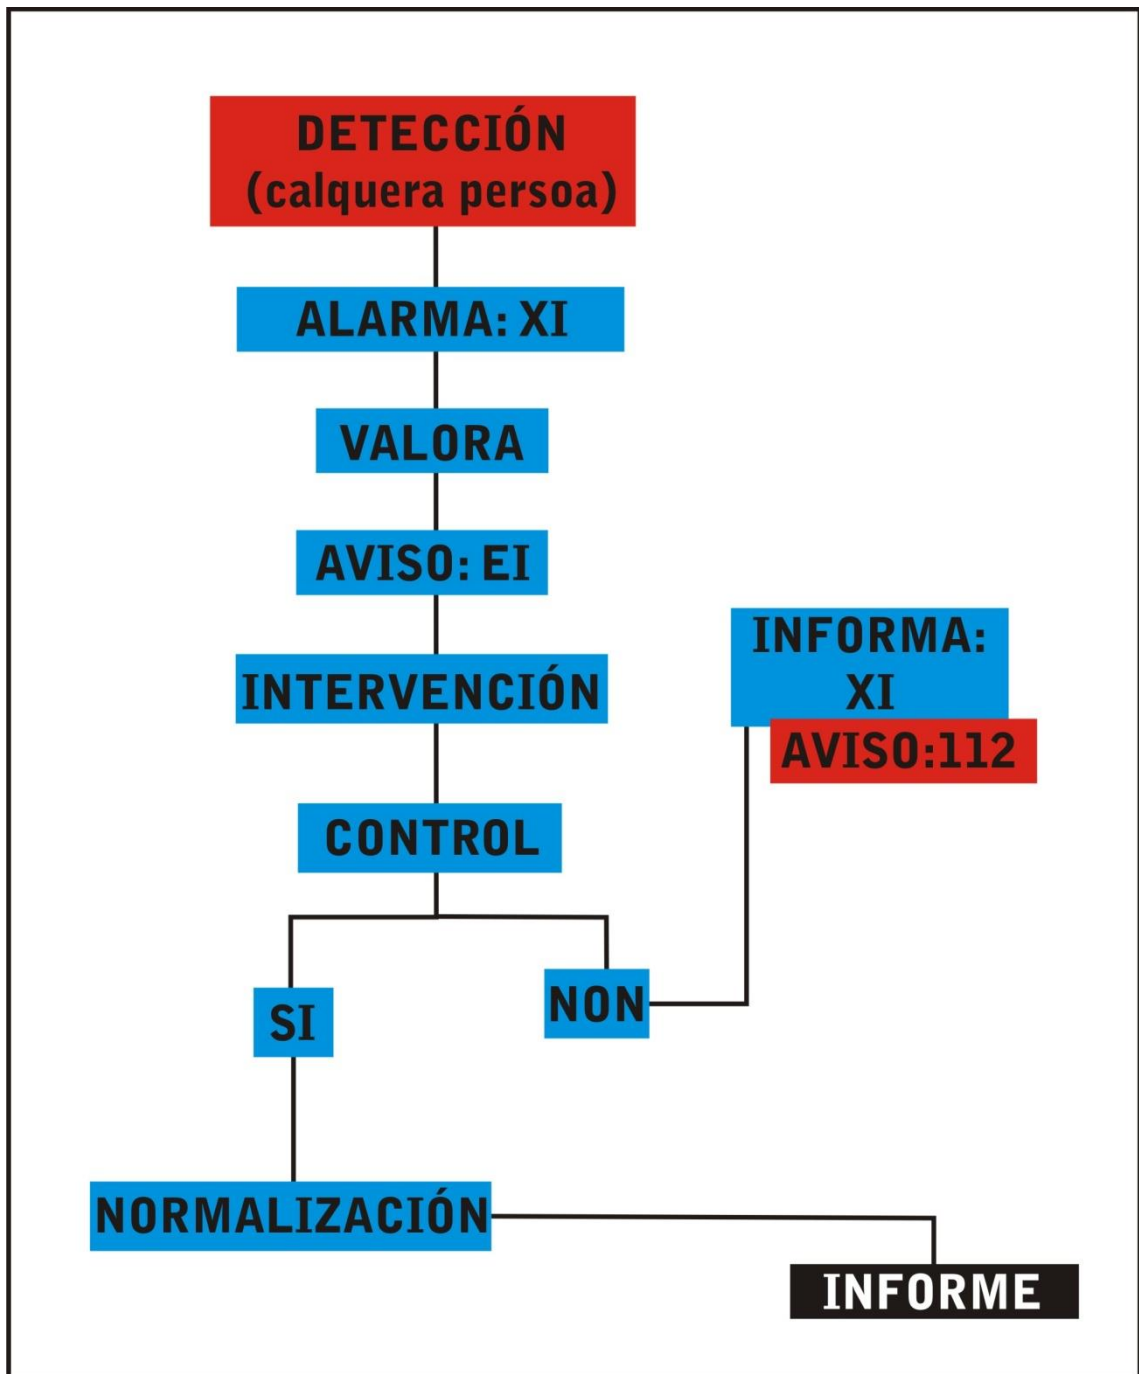 DETECCIÓN
(calquera persoa)
ALARMA: XI
VALORA
AVISO: EI
INTERVENCIÓN
INFORMA:
XI
AVISO:112
CONTROL
SI
NON
NORMALIZACIÓN
INFORME